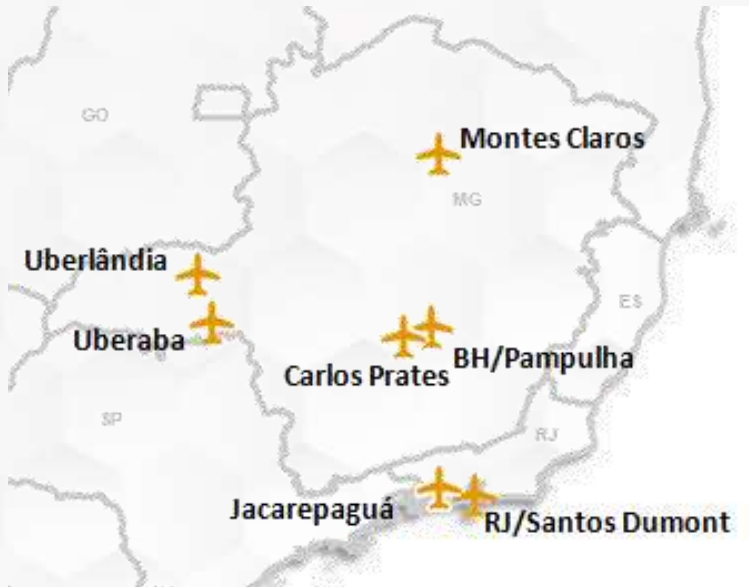 GO
Montes Claros
MG
Uberlândia
ES
Uberaba
BH/Pampulha
Carlos Prates
SP
RJ
Jacarepaguá
RJ/Santos Dumont